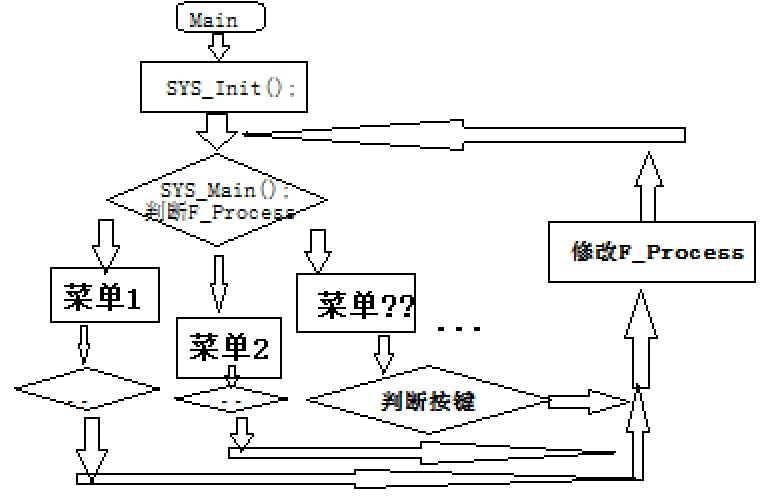 Main
SYS_Init();
SYS_Main();
判断F_Process
修改F_Process
菜单1
菜单??
...
菜单2
..
..
判断按键